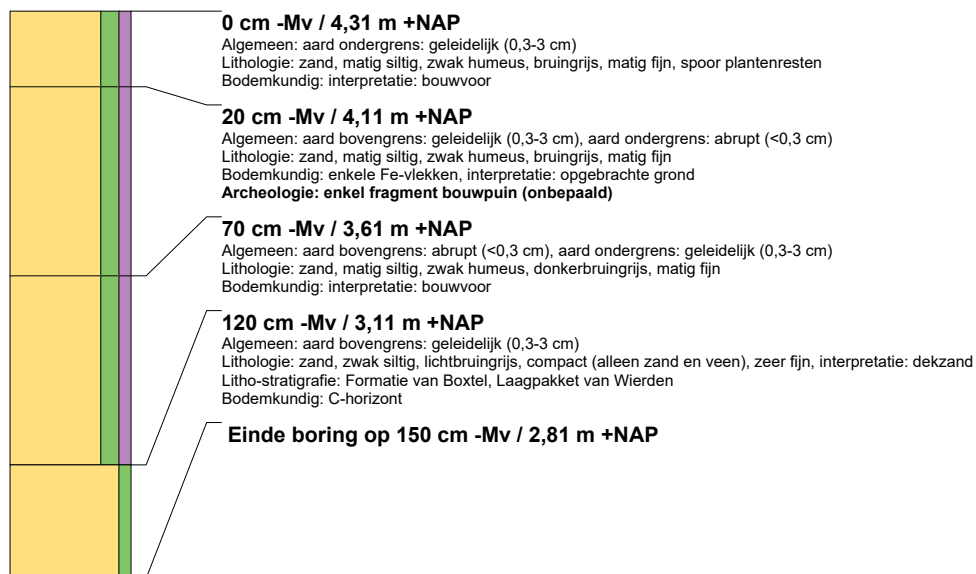 0 cm -Mv / 4,31 m +NAP
Algemeen: aard ondergrens: geleidelijk (0,3-3 cm)
Lithologie: zand, matig siltig, zwak humeus, bruingrijs, matig fijn, spoor plantenresten
Bodemkundig: interpretatie: bouwvoor
20 cm -Mv / 4,11 m +NAP
Algemeen: aard bovengrens: geleidelijk (0,3-3 cm), aard ondergrens: abrupt (<0,3 cm)
Lithologie: zand, matig siltig, zwak humeus, bruingrijs, matig fijn
Bodemkundig: enkele Fe-vlekken, interpretatie: opgebrachte grond
Archeologie: enkel fragment bouwpuin (onbepaald)
70 cm -Mv / 3,61 m +NAP
Algemeen: aard bovengrens: abrupt (<0,3 cm), aard ondergrens: geleidelijk (0,3-3 cm)
Lithologie: zand, matig siltig, zwak humeus, donkerbruingrijs, matig fijn
Bodemkundig: interpretatie: bouwvoor
120 cm -Mv / 3,11 m +NAP
Algemeen: aard bovengrens: geleidelijk (0,3-3 cm)
Lithologie: zand, zwak siltig, lichtbruingrijs, compact (alleen zand en veen), zeer fijn, interpretatie: dekzand
Litho-stratigrafie: Formatie van Boxtel, Laagpakket van Wierden
Bodemkundig: C-horizont
Einde boring op 150 cm -Mv / 2,81 m +NAP